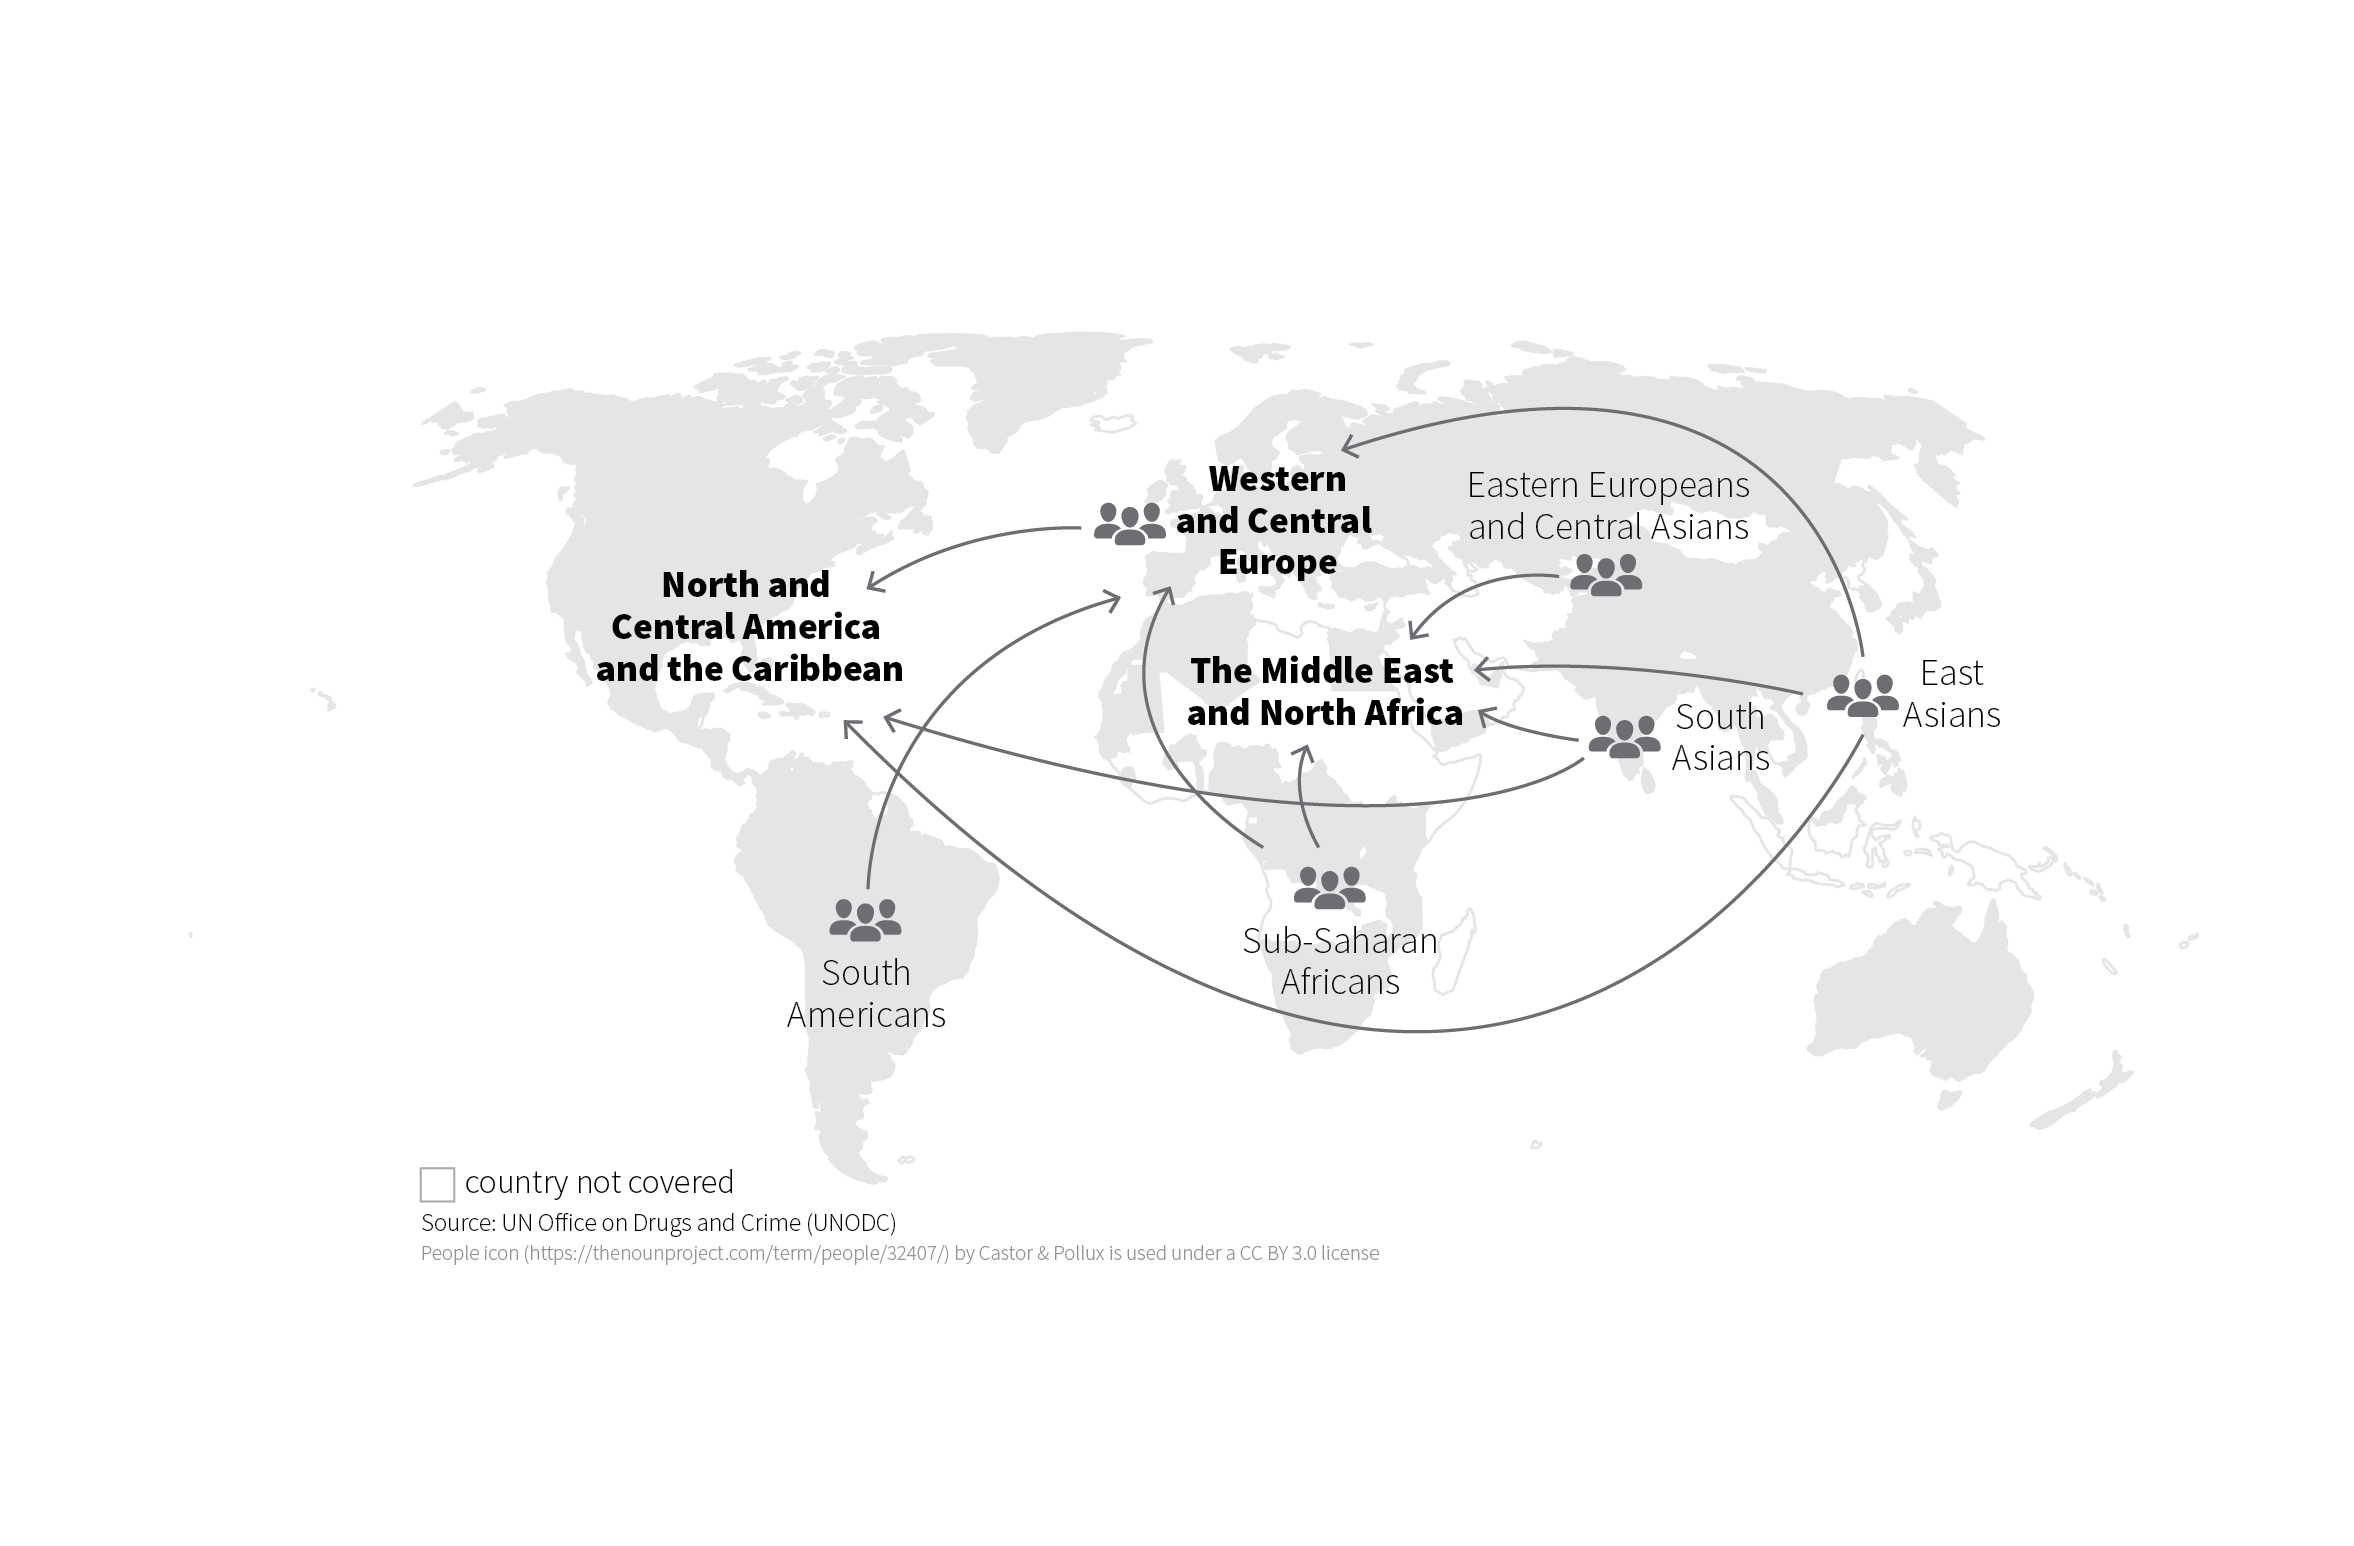 Western
and Central
Europe
Eastern Europeans
and Central Asians
North and
Central America
and the Caribbean
The Middle East
and North Africa
East
Asians
South
Asians
South
Americans
Sub-Saharan
Africans
country not covered
Source: UN Office on Drugs and Crime (UNODC)
People icon (https://thenounproject.com/term/people/32407/) by Castor & Pollux is used under a CC BY 3.0 license